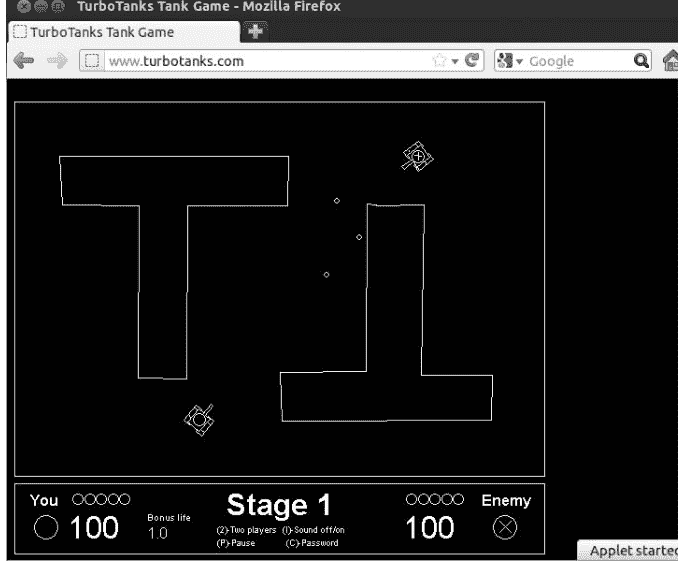 TurboTanks Tank Game - Mozilla Firefox
TurboTanks Tank Game
www.turbotanks.com
Google
You
100
Bonus life
1.0
Stage 1
(2)-Two players (I)-Sound off/on
(P)-Pause (C)-Password
100
Enemy
Applet started